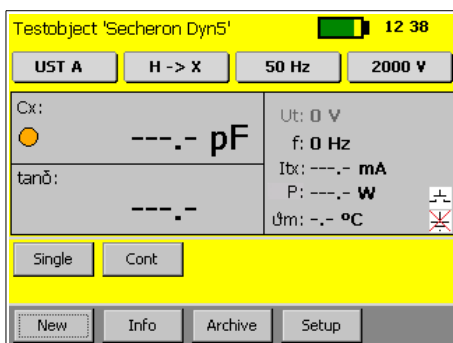 Testobject 'Secheron Dyn5' 12 38
UST A H -> X 50 Hz 2000 V
Cx:
---.- pF
tanδ:
---.-
Ut: 0 V
f: 0 Hz
Itx: ---.- mA
P: ---.- W
ϑm: -.- ºC
Single Cont
New Info Archive Setup